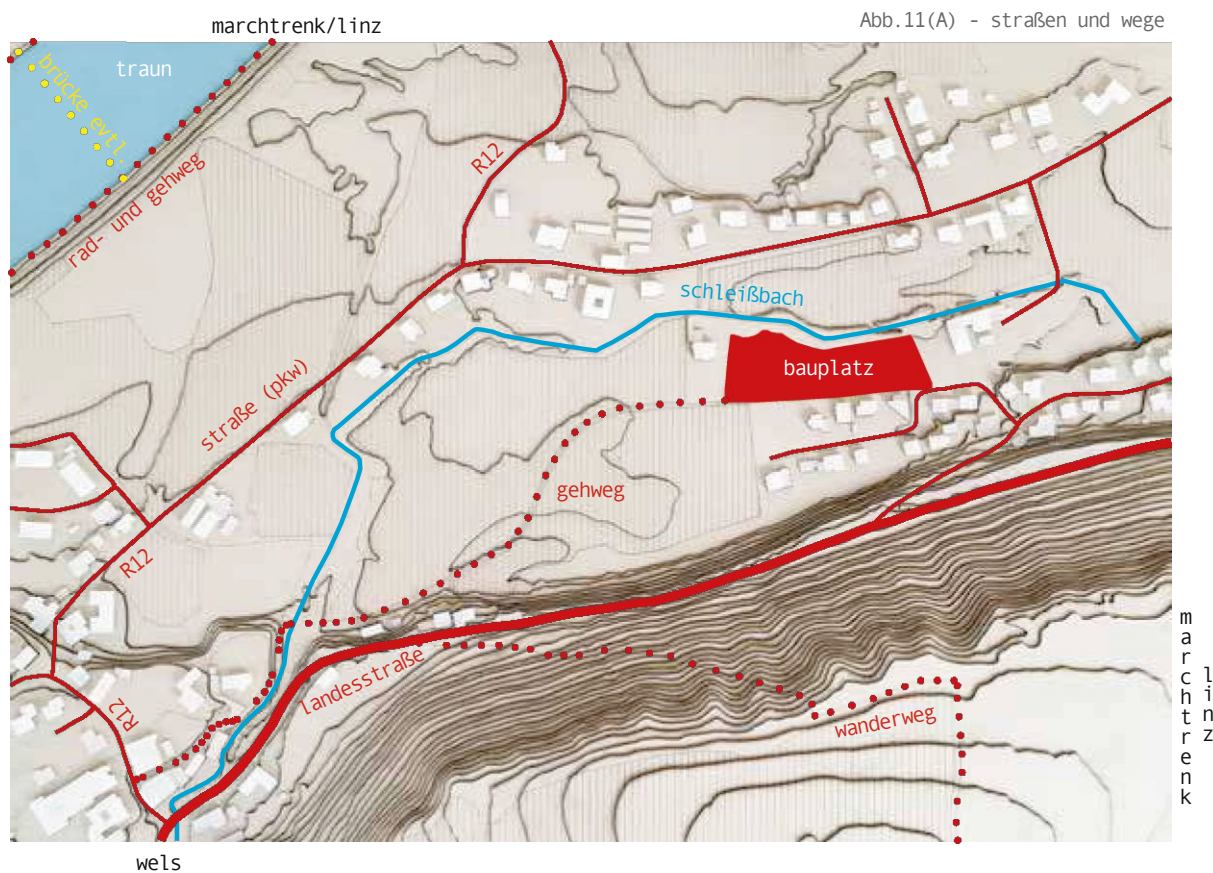 marchtrenk/linz
Abb.11(A) - straßen und wege
traun
brücke evtl.
rad- und gehweg
R12
schleißbach
bauplatz
straße (pkw)
gehweg
R12
landesstraße
R12
wanderweg
marchtrenk
linz
wels